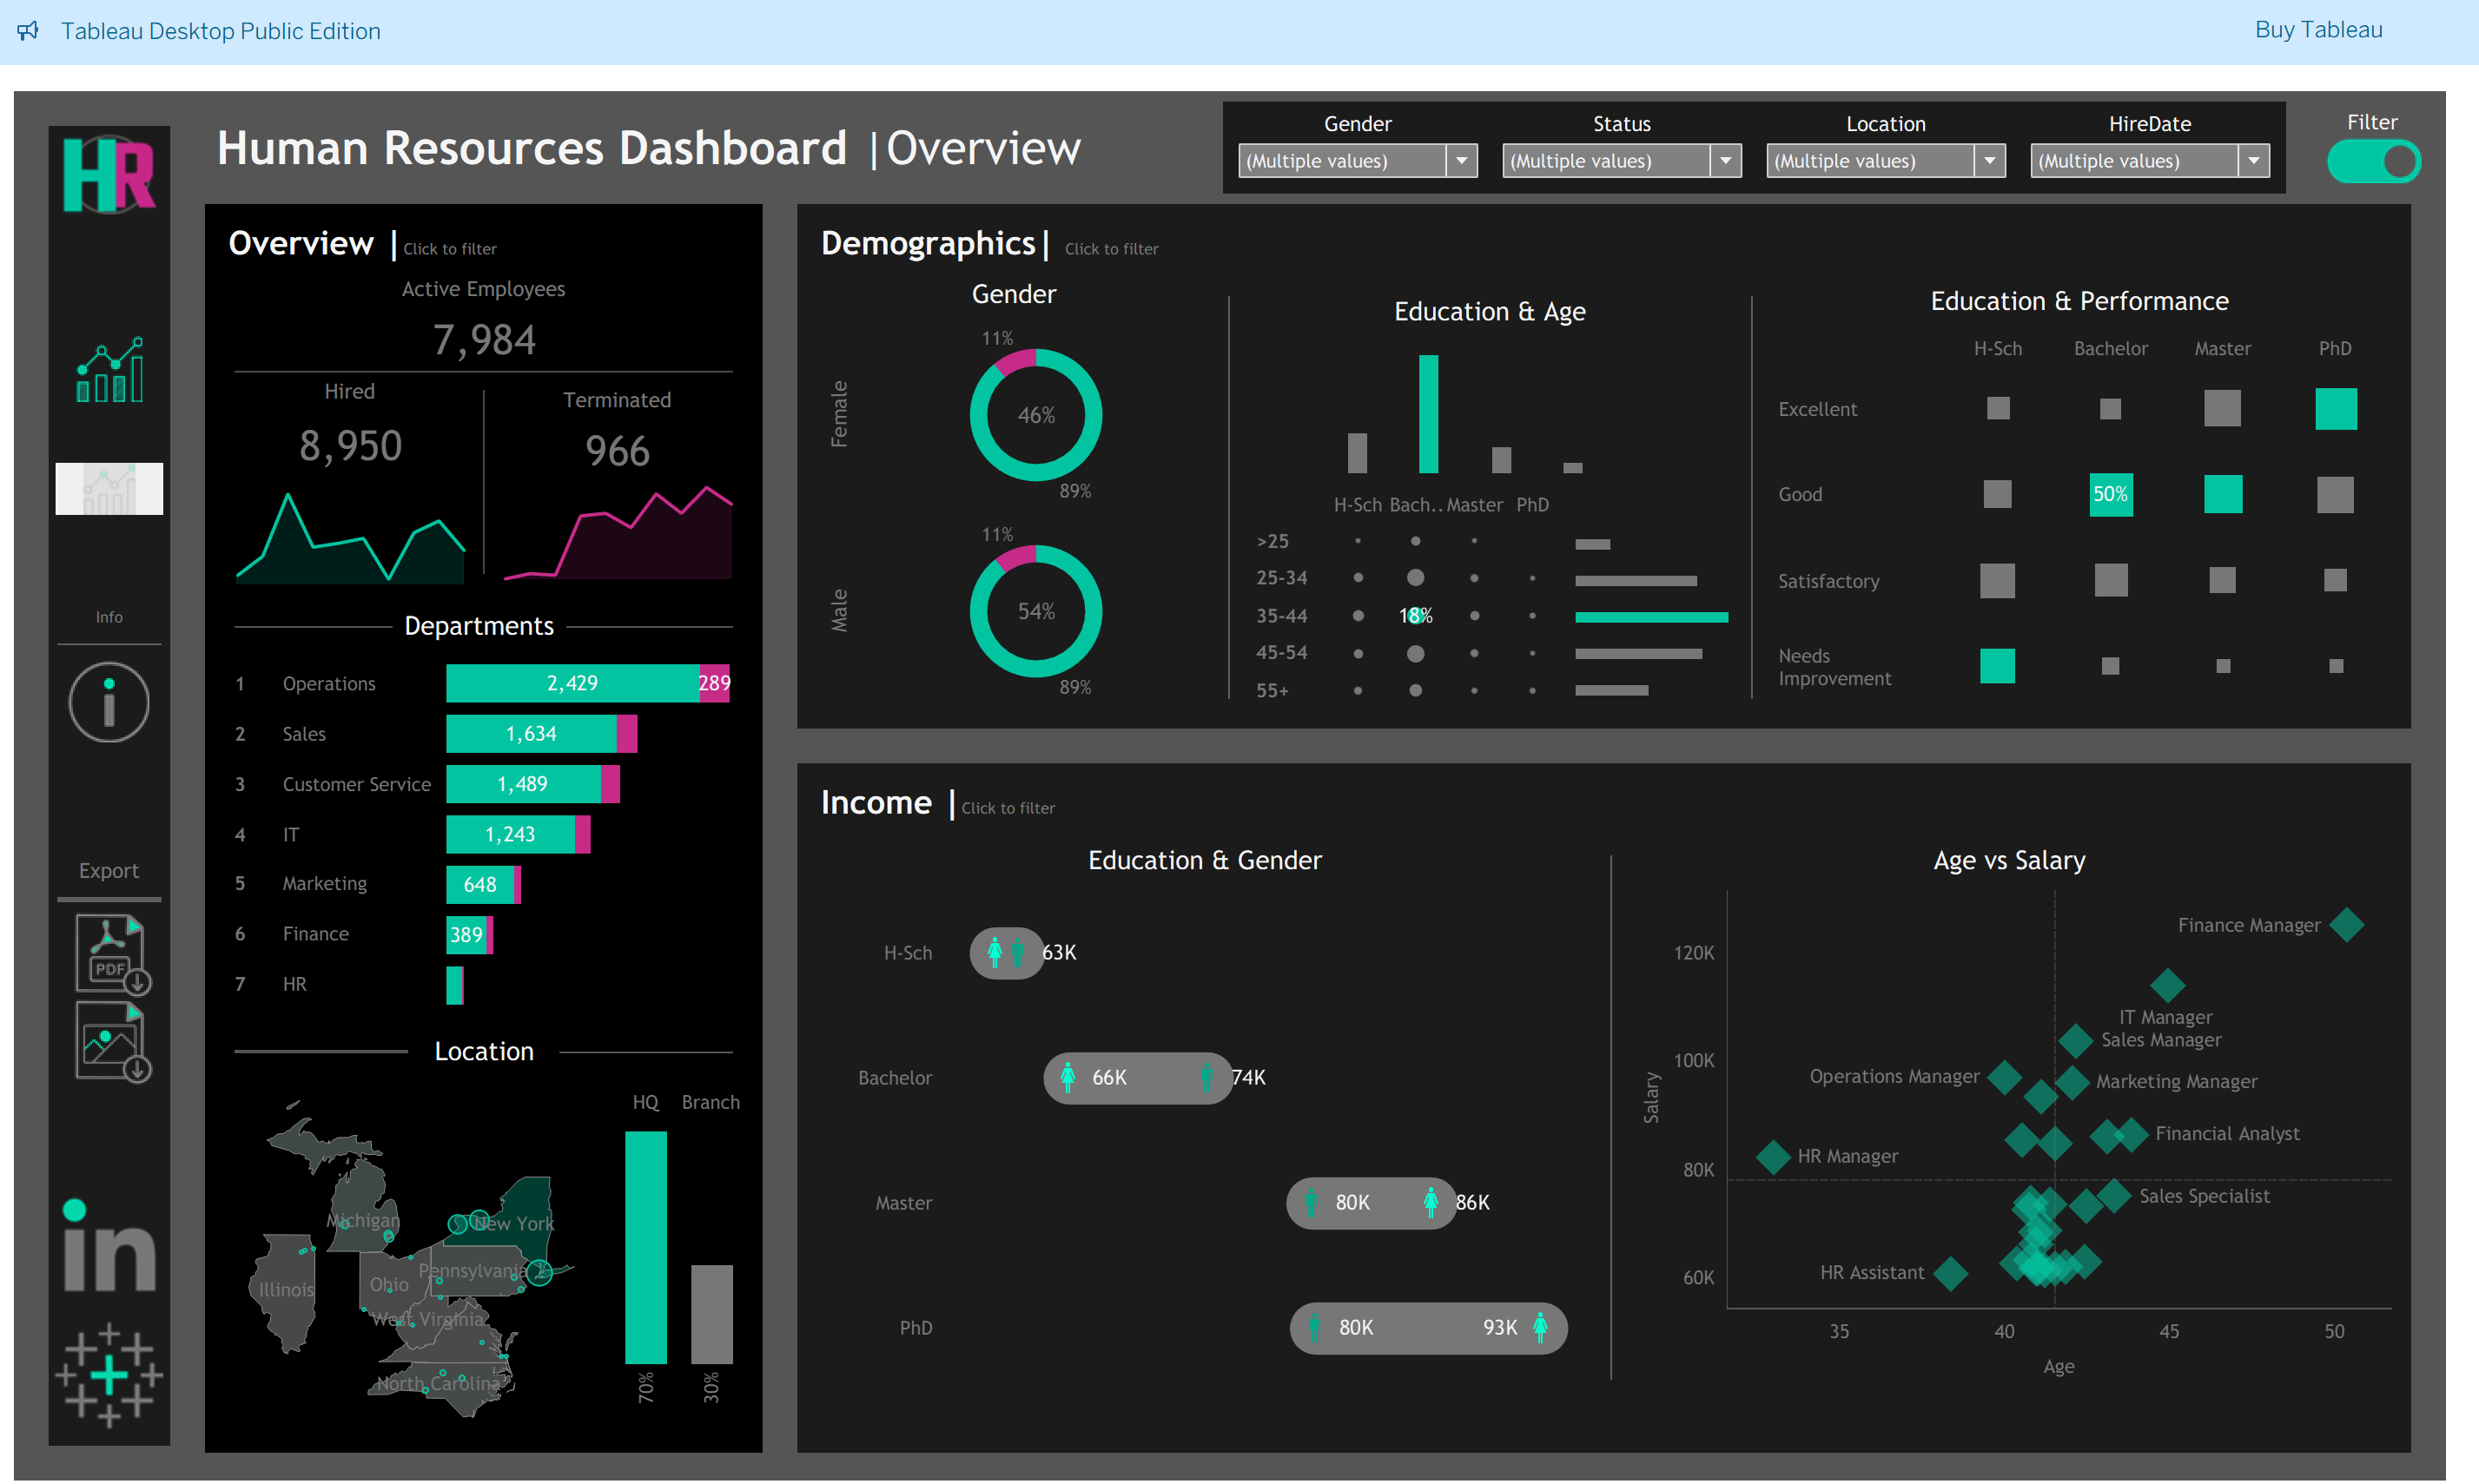 Tableau Desktop Public Edition
Buy Tableau
HR
Human Resources Dashboard | Overview
Gender
Status
Location
HireDate
Filter
(Multiple values)
(Multiple values)
(Multiple values)
(Multiple values)
Info
Export
PDF
in
Overview | Click to filter
Active Employees
7,984
Hired
8,950
Terminated
966
Departments
1 Operations 2,429 289
2 Sales 1,634
3 Customer Service 1,489
4 IT 1,243
5 Marketing 648
6 Finance 389
7 HR
Location
Michigan
New York
Illinois
Ohio
Pennsylvania
West Virginia
North Carolina
HQ Branch
70% 30%
Demographics | Click to filter
Gender
Female
11%
46%
89%
Male
11%
54%
89%
Education & Age
H-Sch Bach.. Master PhD
>25
25-34
35-44 18%
45-54
55+
Education & Performance
H-Sch Bachelor Master PhD
Excellent
Good 50%
Satisfactory
Needs
Improvement
Income | Click to filter
Education & Gender
H-Sch 63K
Bachelor 66K 74K
Master 80K 86K
PhD 80K 93K
Age vs Salary
Salary
120K
100K
80K
60K
Finance Manager
IT Manager
Sales Manager
Operations Manager
Marketing Manager
Financial Analyst
HR Manager
Sales Specialist
HR Assistant
35 40 45 50
Age